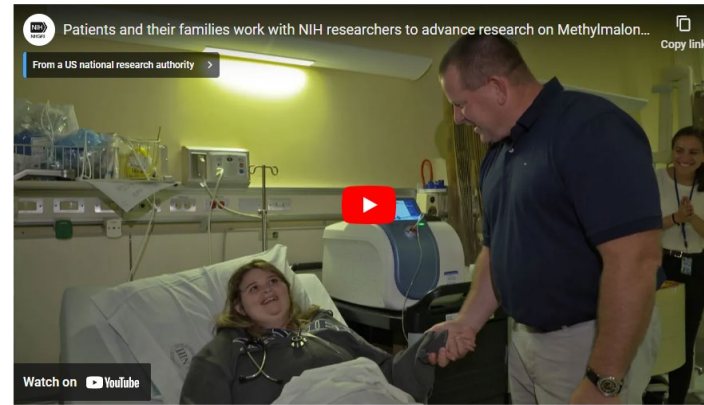 NIH
Patients and their families work with NIH researchers to advance research on Methylmalon...
Copy link
From a US national research authority
Watch on YouTube